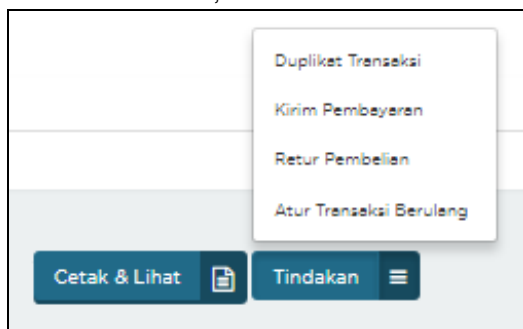 Duplikat Transaksi
Kirim Pembayaran
Retur Pembelian
Atur Transaksi Berulang
Cetak & Lihat
Tindakan